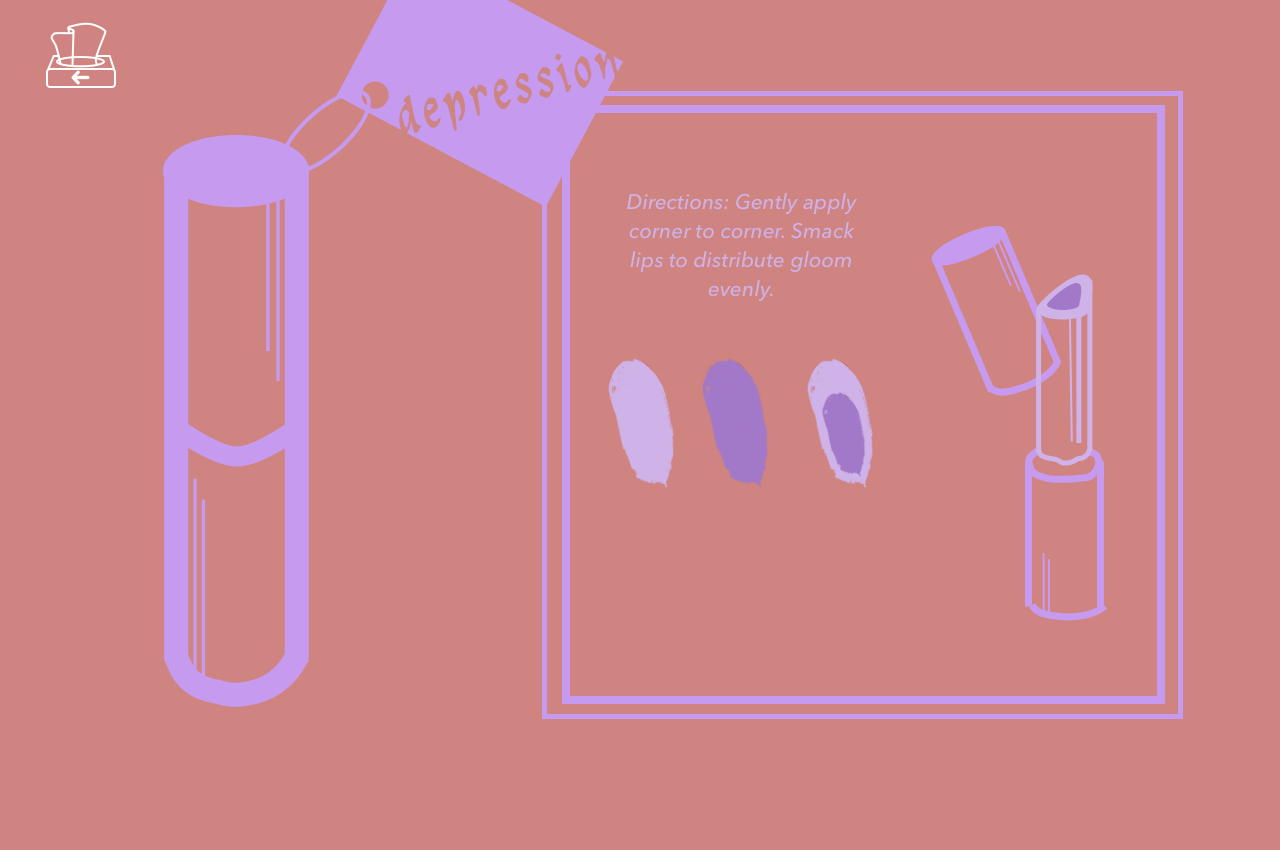 depression
Directions: Gently apply
corner to corner. Smack
lips to distribute gloom
evenly.